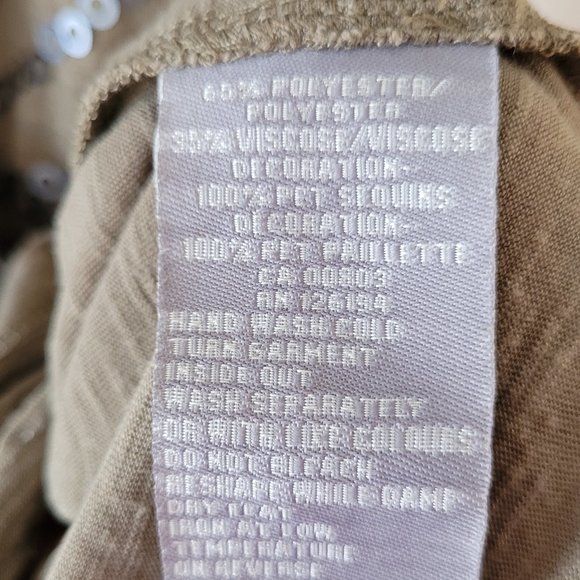 65% POLYESTER/
POLYESTER
35% VISCOSE/VISCOSE
DECORATION-
100% PET SEQUINS
DECORATION-
100% PET PAILLETTE
CA 00803
RN 126194
HAND WASH COLD
TURN GARMENT
INSIDE OUT
WASH SEPARATELY
OR WITH LIKE COLOURS
DO NOT BLEACH
RESHAPE WHILE DAMP
DRY FLAT
IRON AT LOW
TEMPERATURE
ON REVERSE